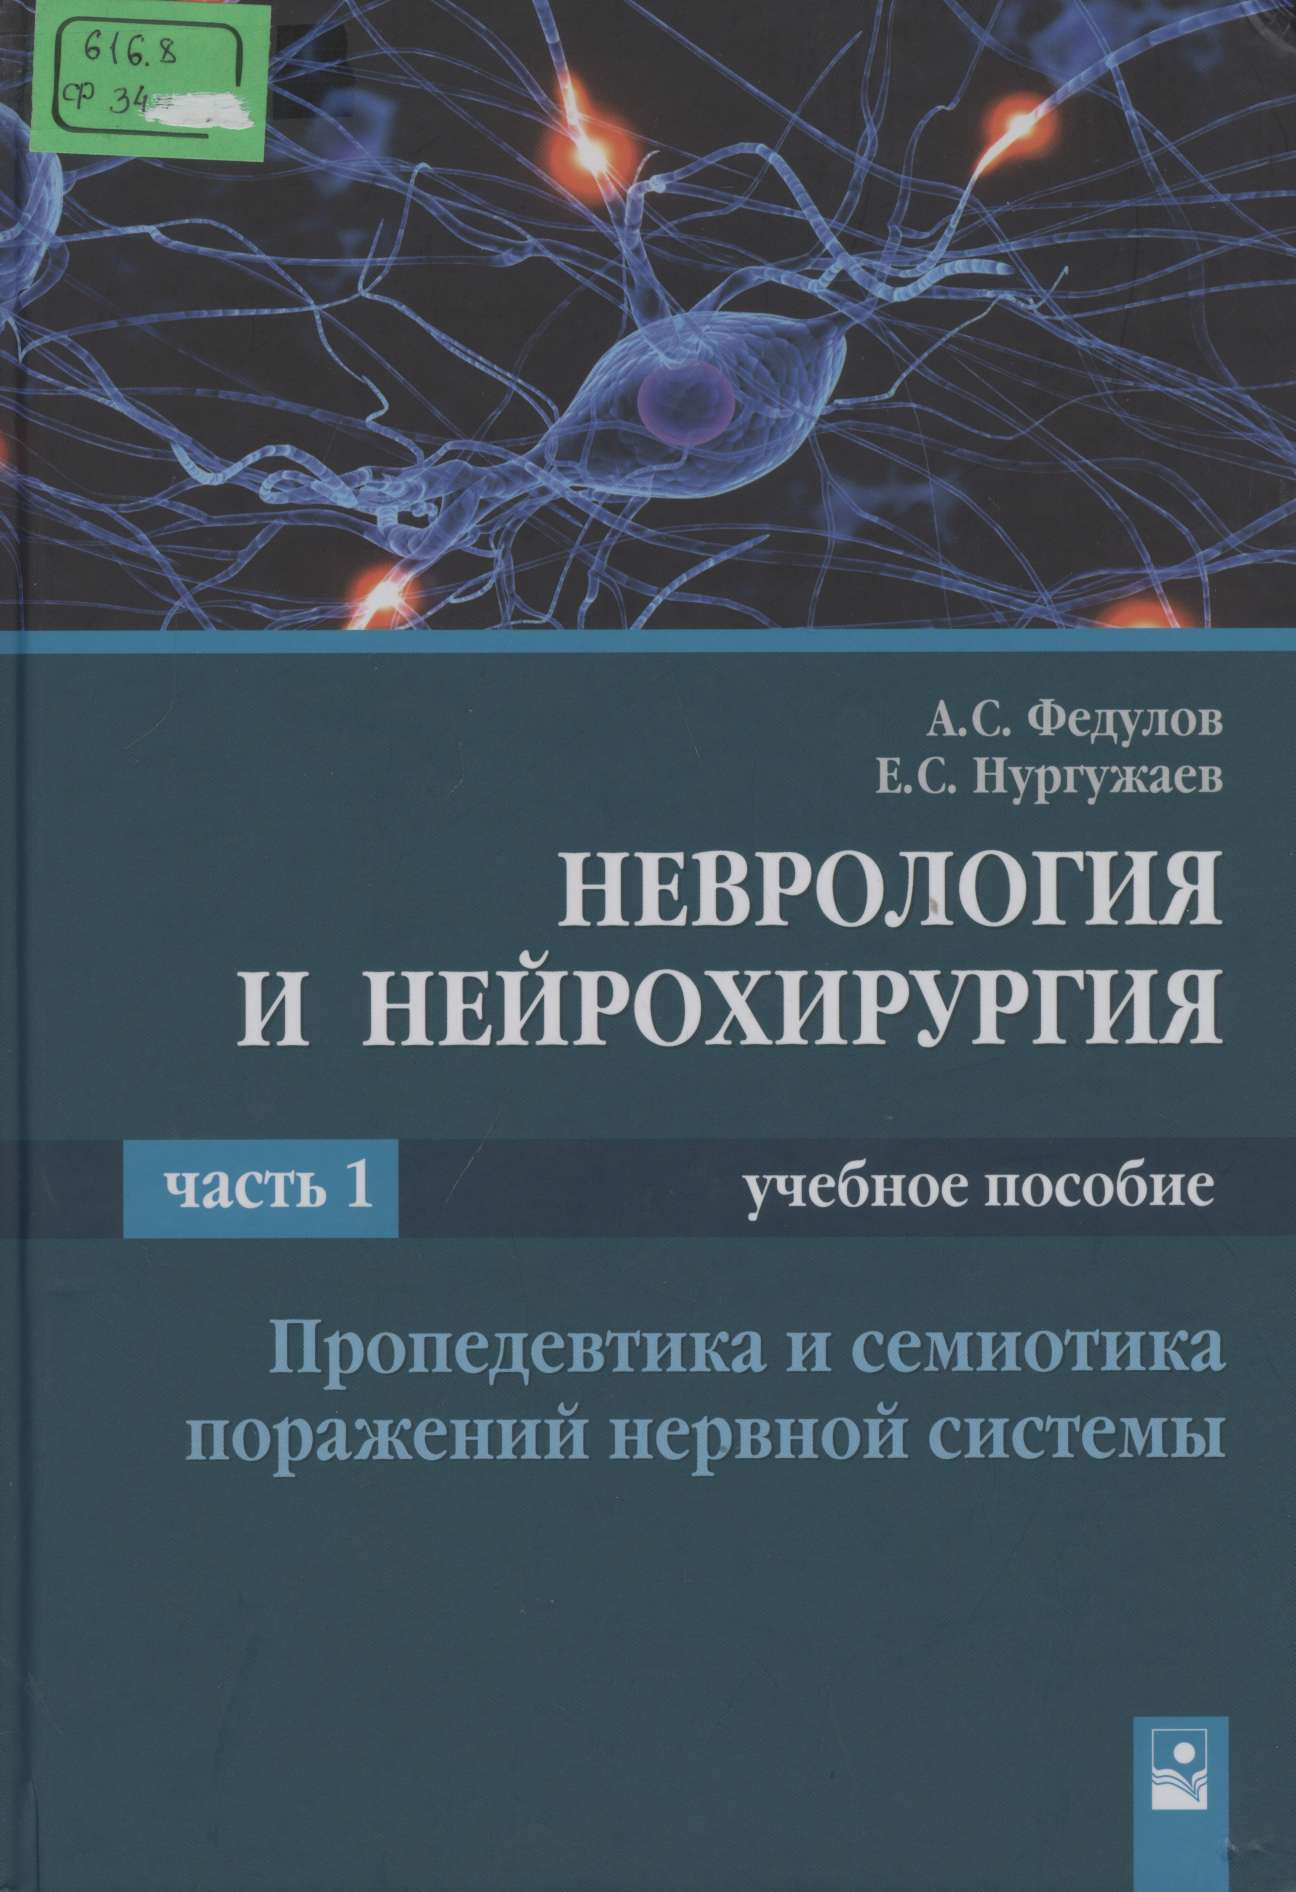 616.8
Ф 34
А.С. Федулов
Е.С. Нургужаев
НЕВРОЛОГИЯ
И НЕЙРОХИРУРГИЯ
часть 1
учебное пособие
Пропедевтика и семиотика
поражений нервной системы